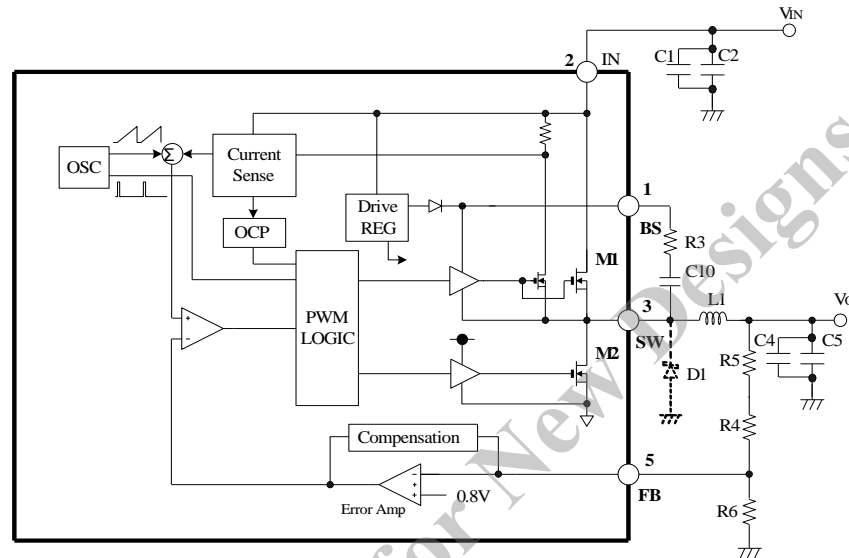 VIN
2
IN
C1
C2
OSC
Σ
Current
Sense
OCP
Drive
REG
1
BS
R3
C10
M1
PWM
LOGIC
3
SW
L1
VO
C4
C5
R5
M2
D1
R4
Compensation
5
FB
+
-
-
+
+
0.8V
Error Amp
R6
for New Designs